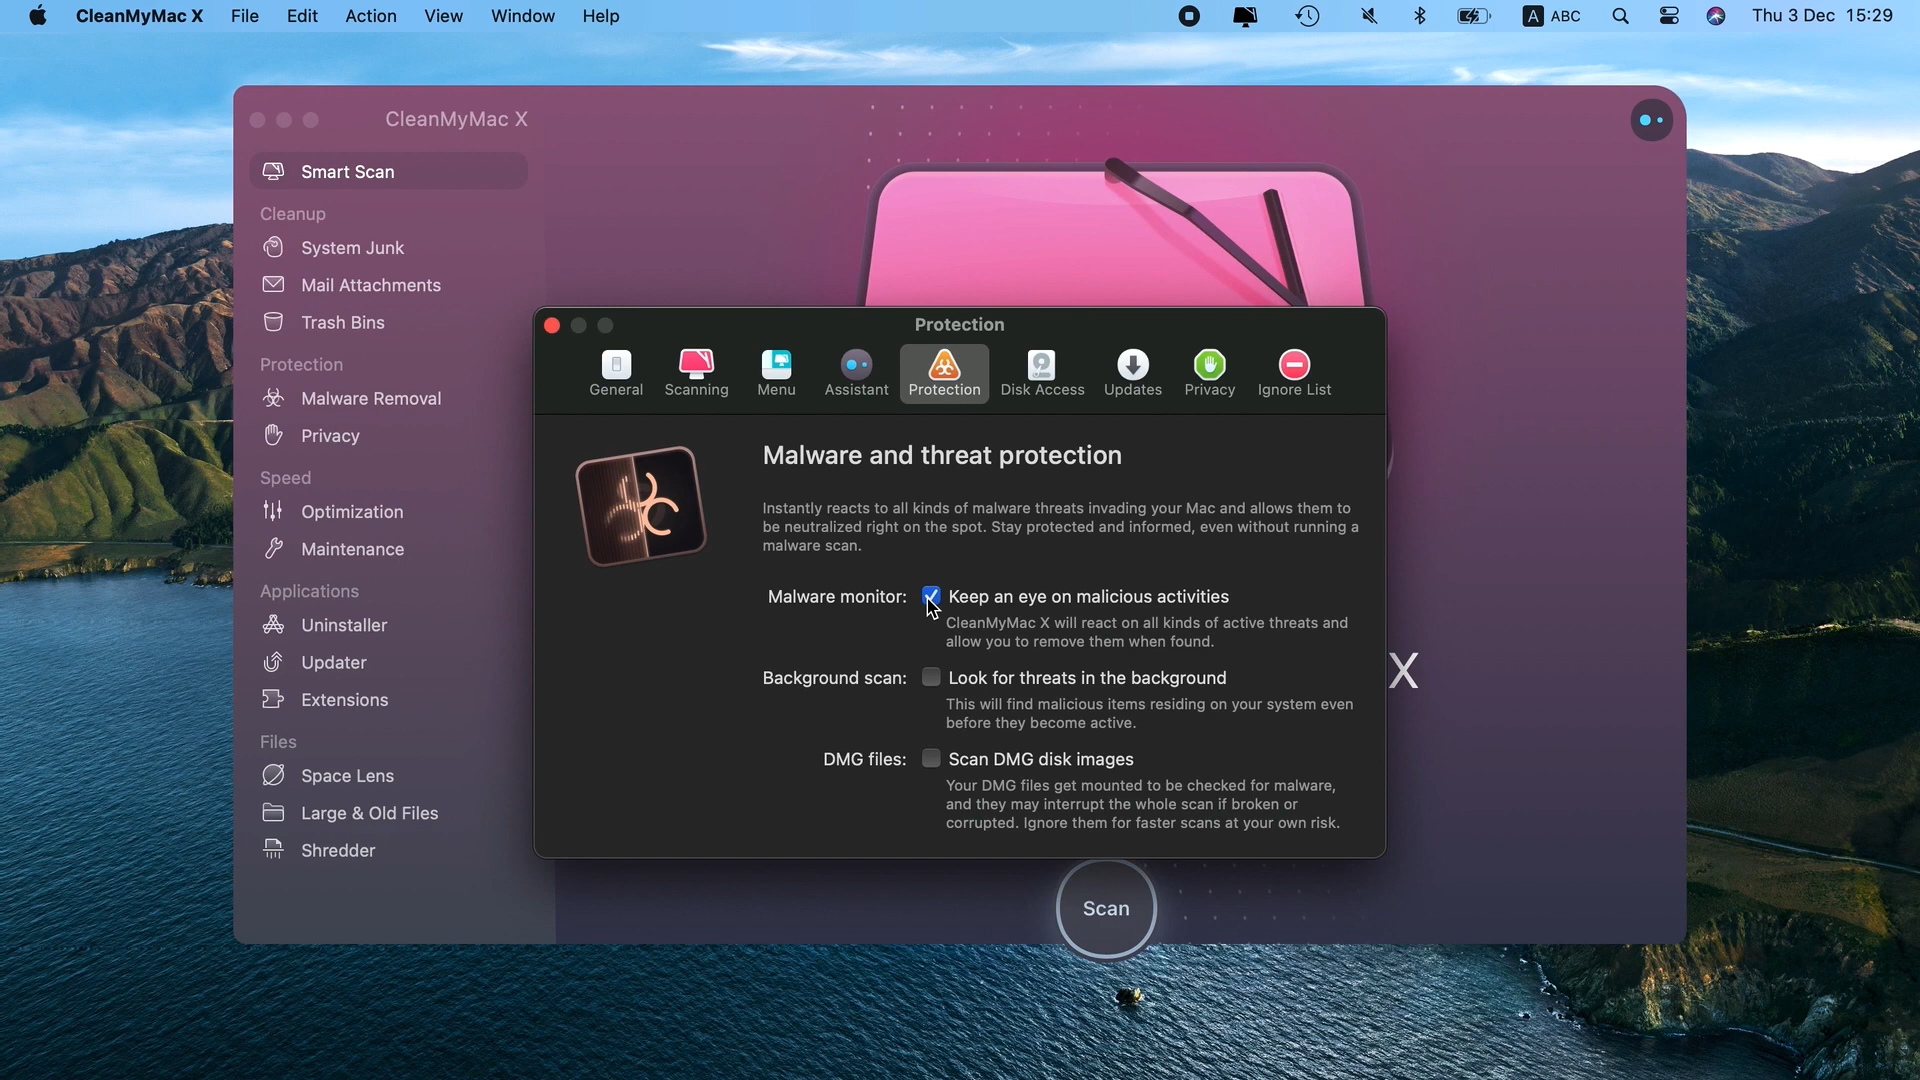 CleanMyMac X File Edit Action View Window Help A ABC Thu 3 Dec 15:29
CleanMyMac X
Smart Scan
Cleanup
System Junk
Mail Attachments
Trash Bins
Protection
Malware Removal
Privacy
Speed
Optimization
Maintenance
Applications
Uninstaller
Updater
Extensions
Files
Space Lens
Large & Old Files
Shredder
Protection
General Scanning Menu Assistant Protection Disk Access Updates Privacy Ignore List
Malware and threat protection
Instantly reacts to all kinds of malware threats invading your Mac and allows them to
be neutralized right on the spot. Stay protected and informed, even without running a
malware scan.
Malware monitor: Keep an eye on malicious activities
CleanMyMac X will react on all kinds of active threats and
allow you to remove them when found.
Background scan: Look for threats in the background
This will find malicious items residing on your system even
before they become active.
DMG files: Scan DMG disk images
Your DMG files get mounted to be checked for malware,
and they may interrupt the whole scan if broken or
corrupted. Ignore them for faster scans at your own risk.
X
Scan